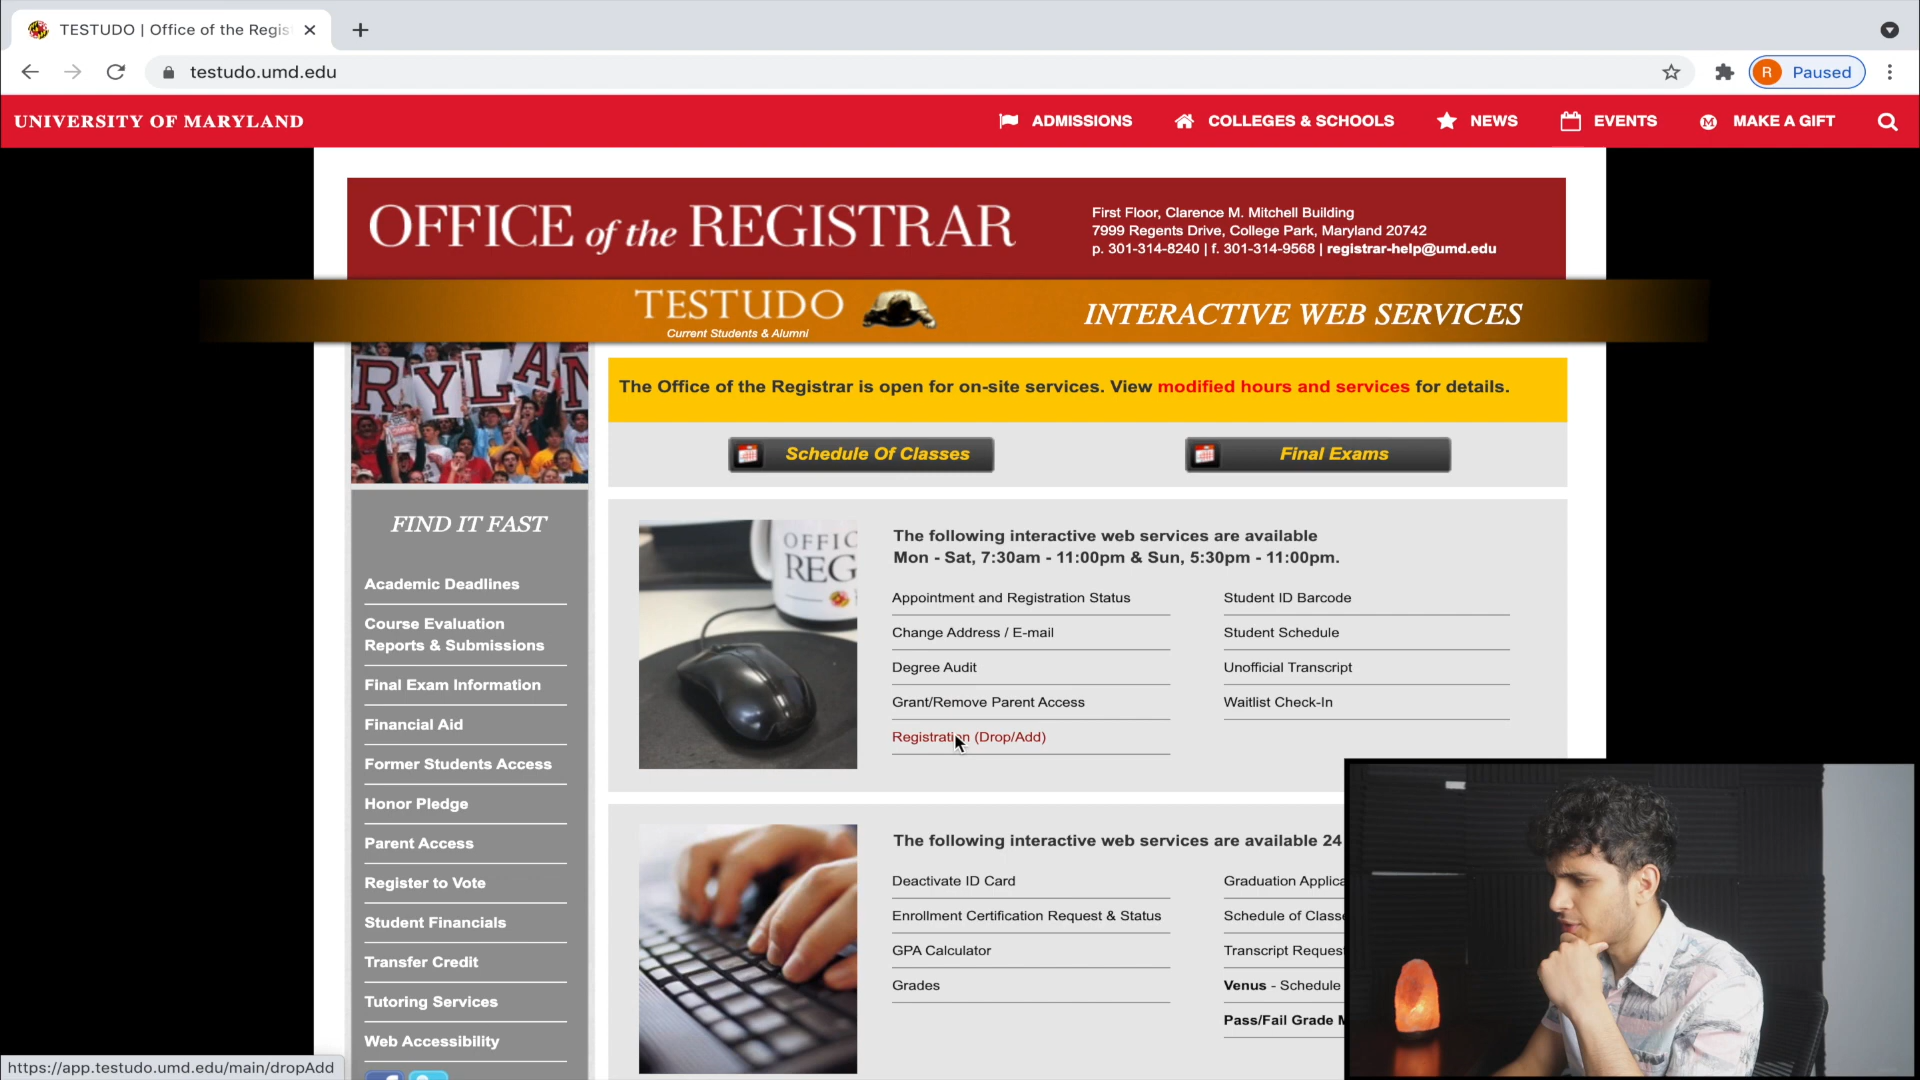 TESTUDO | Office of the Regis
testudo.umd.edu
R Paused
UNIVERSITY OF MARYLAND
ADMISSIONS
COLLEGES & SCHOOLS
NEWS
EVENTS
M MAKE A GIFT
OFFICE of the REGISTRAR
First Floor, Clarence M. Mitchell Building
7999 Regents Drive, College Park, Maryland 20742
p. 301-314-8240 | f. 301-314-9568 | registrar-help@umd.edu
TESTUDO
Current Students & Alumni
INTERACTIVE WEB SERVICES
RYLAN
The Office of the Registrar is open for on-site services. View modified hours and services for details.
Schedule Of Classes
Final Exams
FIND IT FAST
Academic Deadlines
Course Evaluation
Reports & Submissions
Final Exam Information
Financial Aid
Former Students Access
Honor Pledge
Parent Access
Register to Vote
Student Financials
Transfer Credit
Tutoring Services
Web Accessibility
OFFIC
REG
The following interactive web services are available
Mon - Sat, 7:30am - 11:00pm & Sun, 5:30pm - 11:00pm.
Appointment and Registration Status
Change Address / E-mail
Degree Audit
Grant/Remove Parent Access
Registration (Drop/Add)
Student ID Barcode
Student Schedule
Unofficial Transcript
Waitlist Check-In
The following interactive web services are available 24
Deactivate ID Card
Enrollment Certification Request & Status
GPA Calculator
Grades
Graduation Applica
Schedule of Classe
Transcript Request
Venus - Schedule
Pass/Fail Grade M
https://app.testudo.umd.edu/main/dropAdd